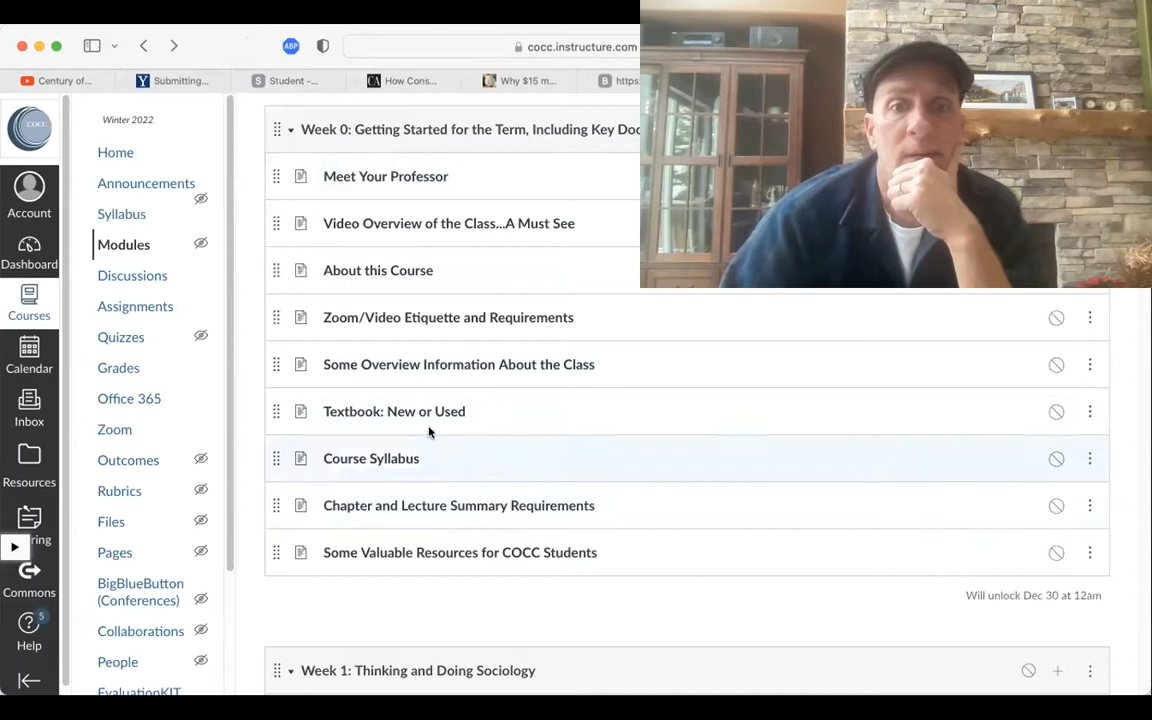 cocc.instructure.com
Century of...
Submitting...
Student -...
How Cons...
Why $15 m...
https:
COCC
Account
Dashboard
Courses
Calendar
Inbox
Resources
ring
Commons
5
Help
Winter 2022
Home
Announcements
Syllabus
Modules
Discussions
Assignments
Quizzes
Grades
Office 365
Zoom
Outcomes
Rubrics
Files
Pages
BigBlueButton
(Conferences)
Collaborations
People
EvaluationKIT
Week 0: Getting Started for the Term, Including Key Doc
Meet Your Professor
Video Overview of the Class...A Must See
About this Course
Zoom/Video Etiquette and Requirements
Some Overview Information About the Class
Textbook: New or Used
Course Syllabus
Chapter and Lecture Summary Requirements
Some Valuable Resources for COCC Students
Will unlock Dec 30 at 12am
Week 1: Thinking and Doing Sociology